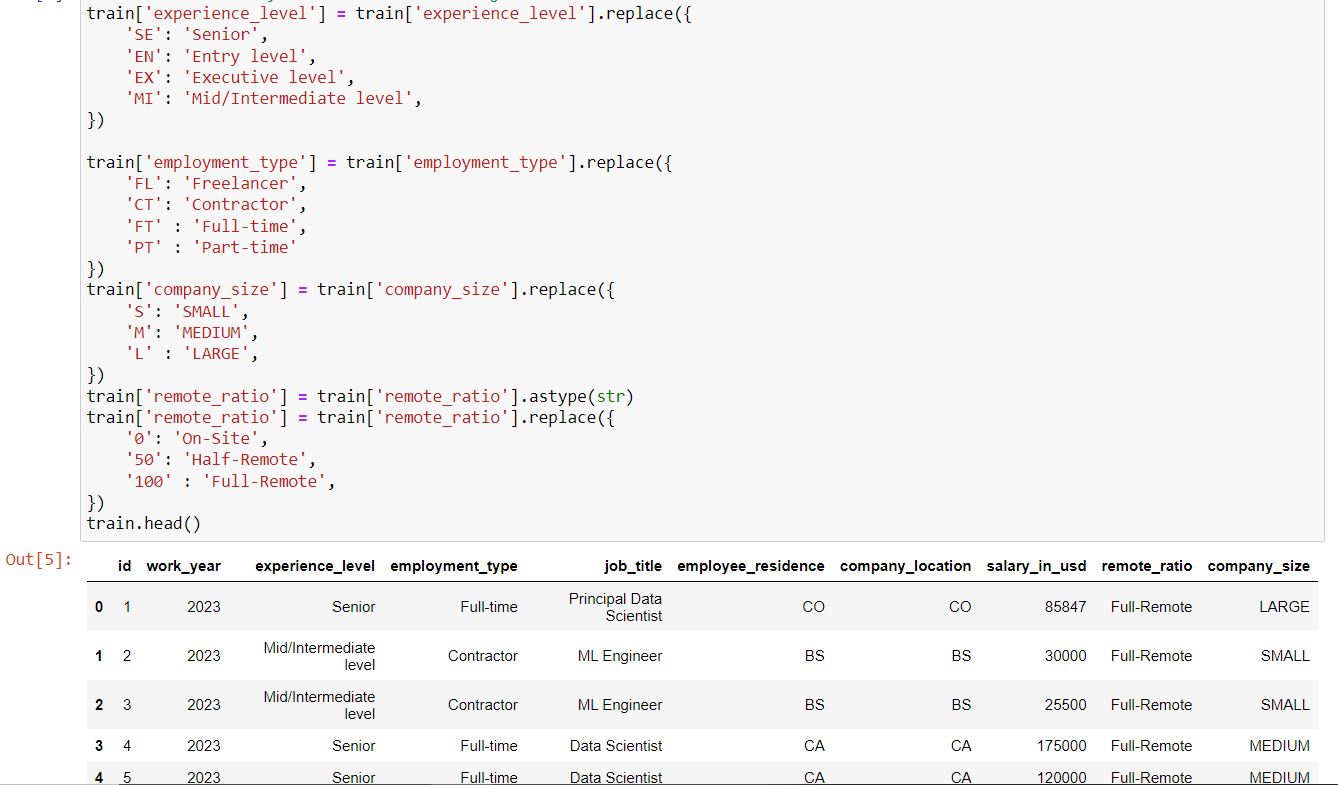 train['experience_level'] = train['experience_level'].replace({
    'SE': 'Senior',
    'EN': 'Entry level',
    'EX': 'Executive level',
    'MI': 'Mid/Intermediate level',
})

train['employment_type'] = train['employment_type'].replace({
    'FL': 'Freelancer',
    'CT': 'Contractor',
    'FT' : 'Full-time',
    'PT' : 'Part-time'
})
train['company_size'] = train['company_size'].replace({
    'S': 'SMALL',
    'M': 'MEDIUM',
    'L' : 'LARGE',
})
train['remote_ratio'] = train['remote_ratio'].astype(str)
train['remote_ratio'] = train['remote_ratio'].replace({
    '0': 'On-Site',
    '50': 'Half-Remote',
    '100' : 'Full-Remote',
})
train.head()
Out[5]:
id work_year experience_level employment_type job_title employee_residence company_location salary_in_usd remote_ratio company_size
0 1 2023 Senior Full-time Principal Data Scientist CO CO 85847 Full-Remote LARGE
1 2 2023 Mid/Intermediate level Contractor ML Engineer BS BS 30000 Full-Remote SMALL
2 3 2023 Mid/Intermediate level Contractor ML Engineer BS BS 25500 Full-Remote SMALL
3 4 2023 Senior Full-time Data Scientist CA CA 175000 Full-Remote MEDIUM
4 5 2023 Senior Full-time Data Scientist CA CA 120000 Full-Remote MEDIUM